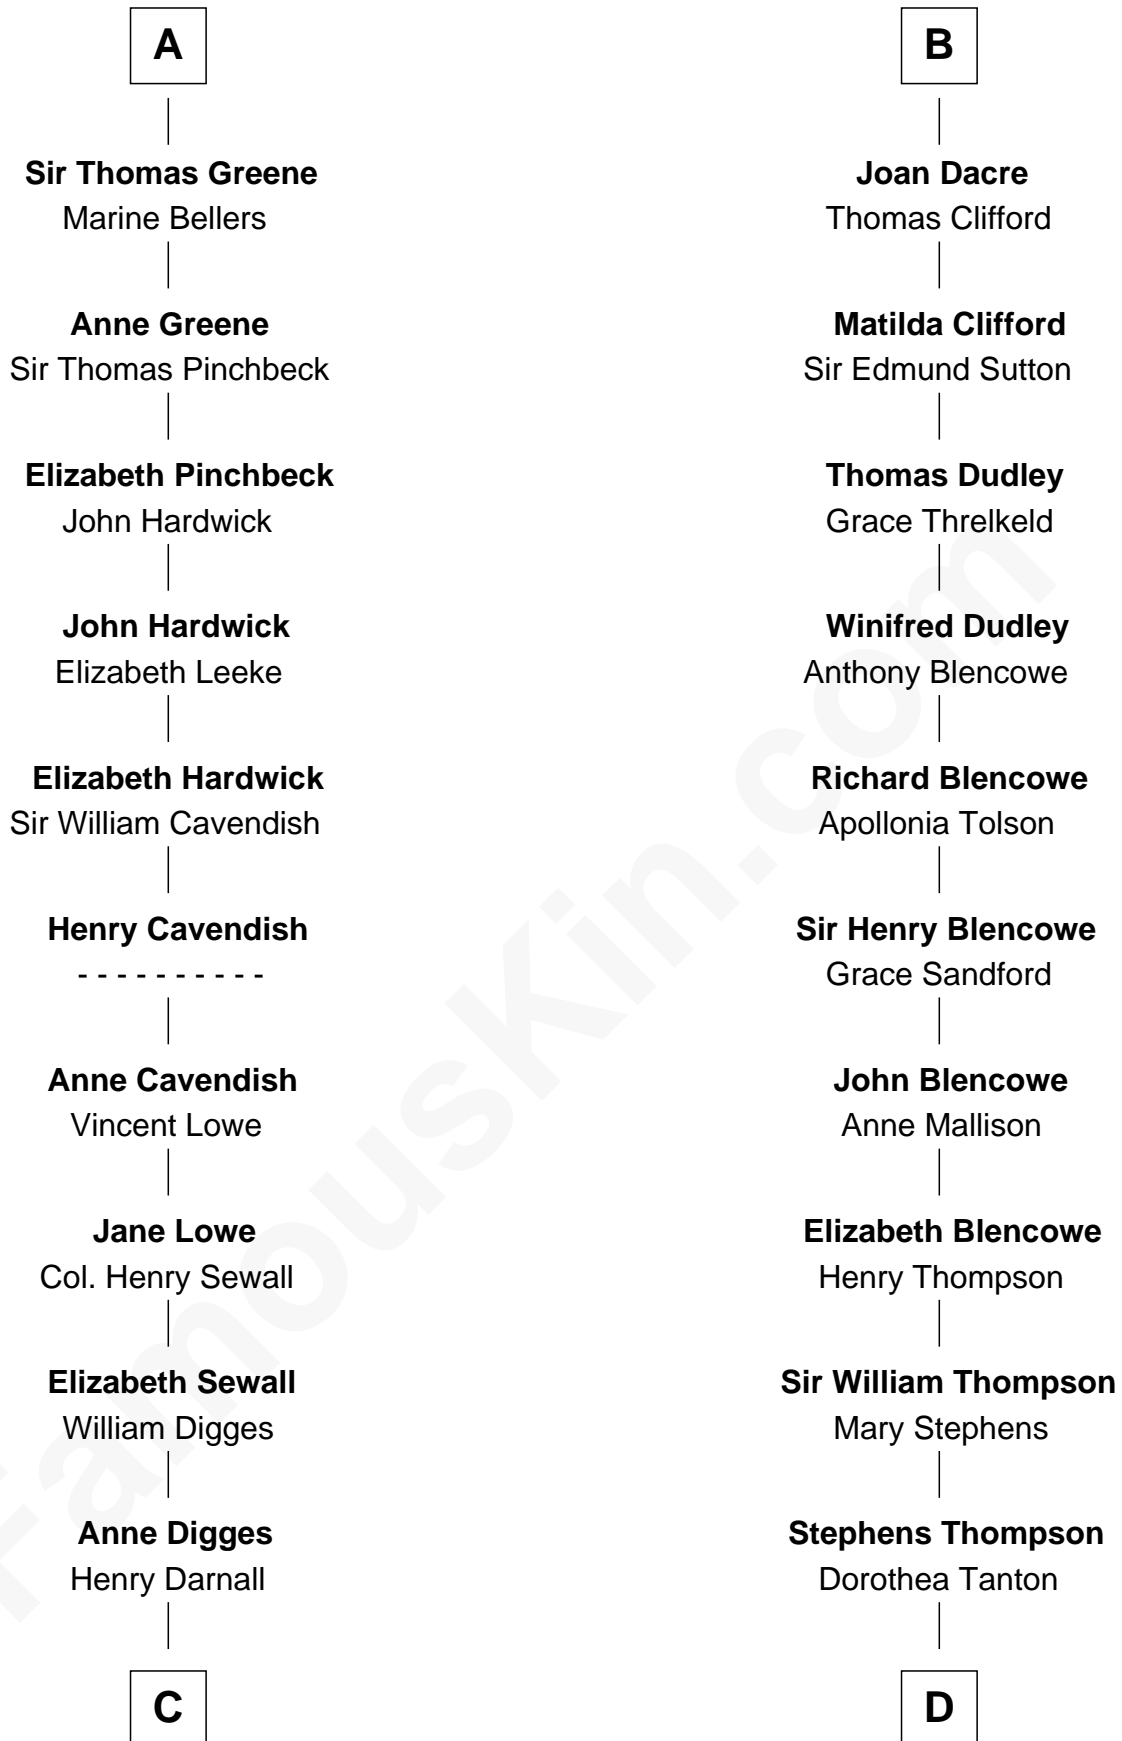 A
Sir Thomas Greene
Marine Bellers
Anne Greene
Sir Thomas Pinchbeck
Elizabeth Pinchbeck
John Hardwick
John Hardwick
Elizabeth Leeke
Elizabeth Hardwick
Sir William Cavendish
Henry Cavendish
- - - - - - - - - -
Anne Cavendish
Vincent Lowe
Jane Lowe
Col. Henry Sewall
Elizabeth Sewall
William Digges
Anne Digges
Henry Darnall
C
B
Joan Dacre
Thomas Clifford
Matilda Clifford
Sir Edmund Sutton
Thomas Dudley
Grace Threlkeld
Winifred Dudley
Anthony Blencowe
Richard Blencowe
Apollonia Tolson
Sir Henry Blencowe
Grace Sandford
John Blencowe
Anne Mallison
Elizabeth Blencowe
Henry Thompson
Sir William Thompson
Mary Stephens
Stephens Thompson
Dorothea Tanton
D
FamousKin.com